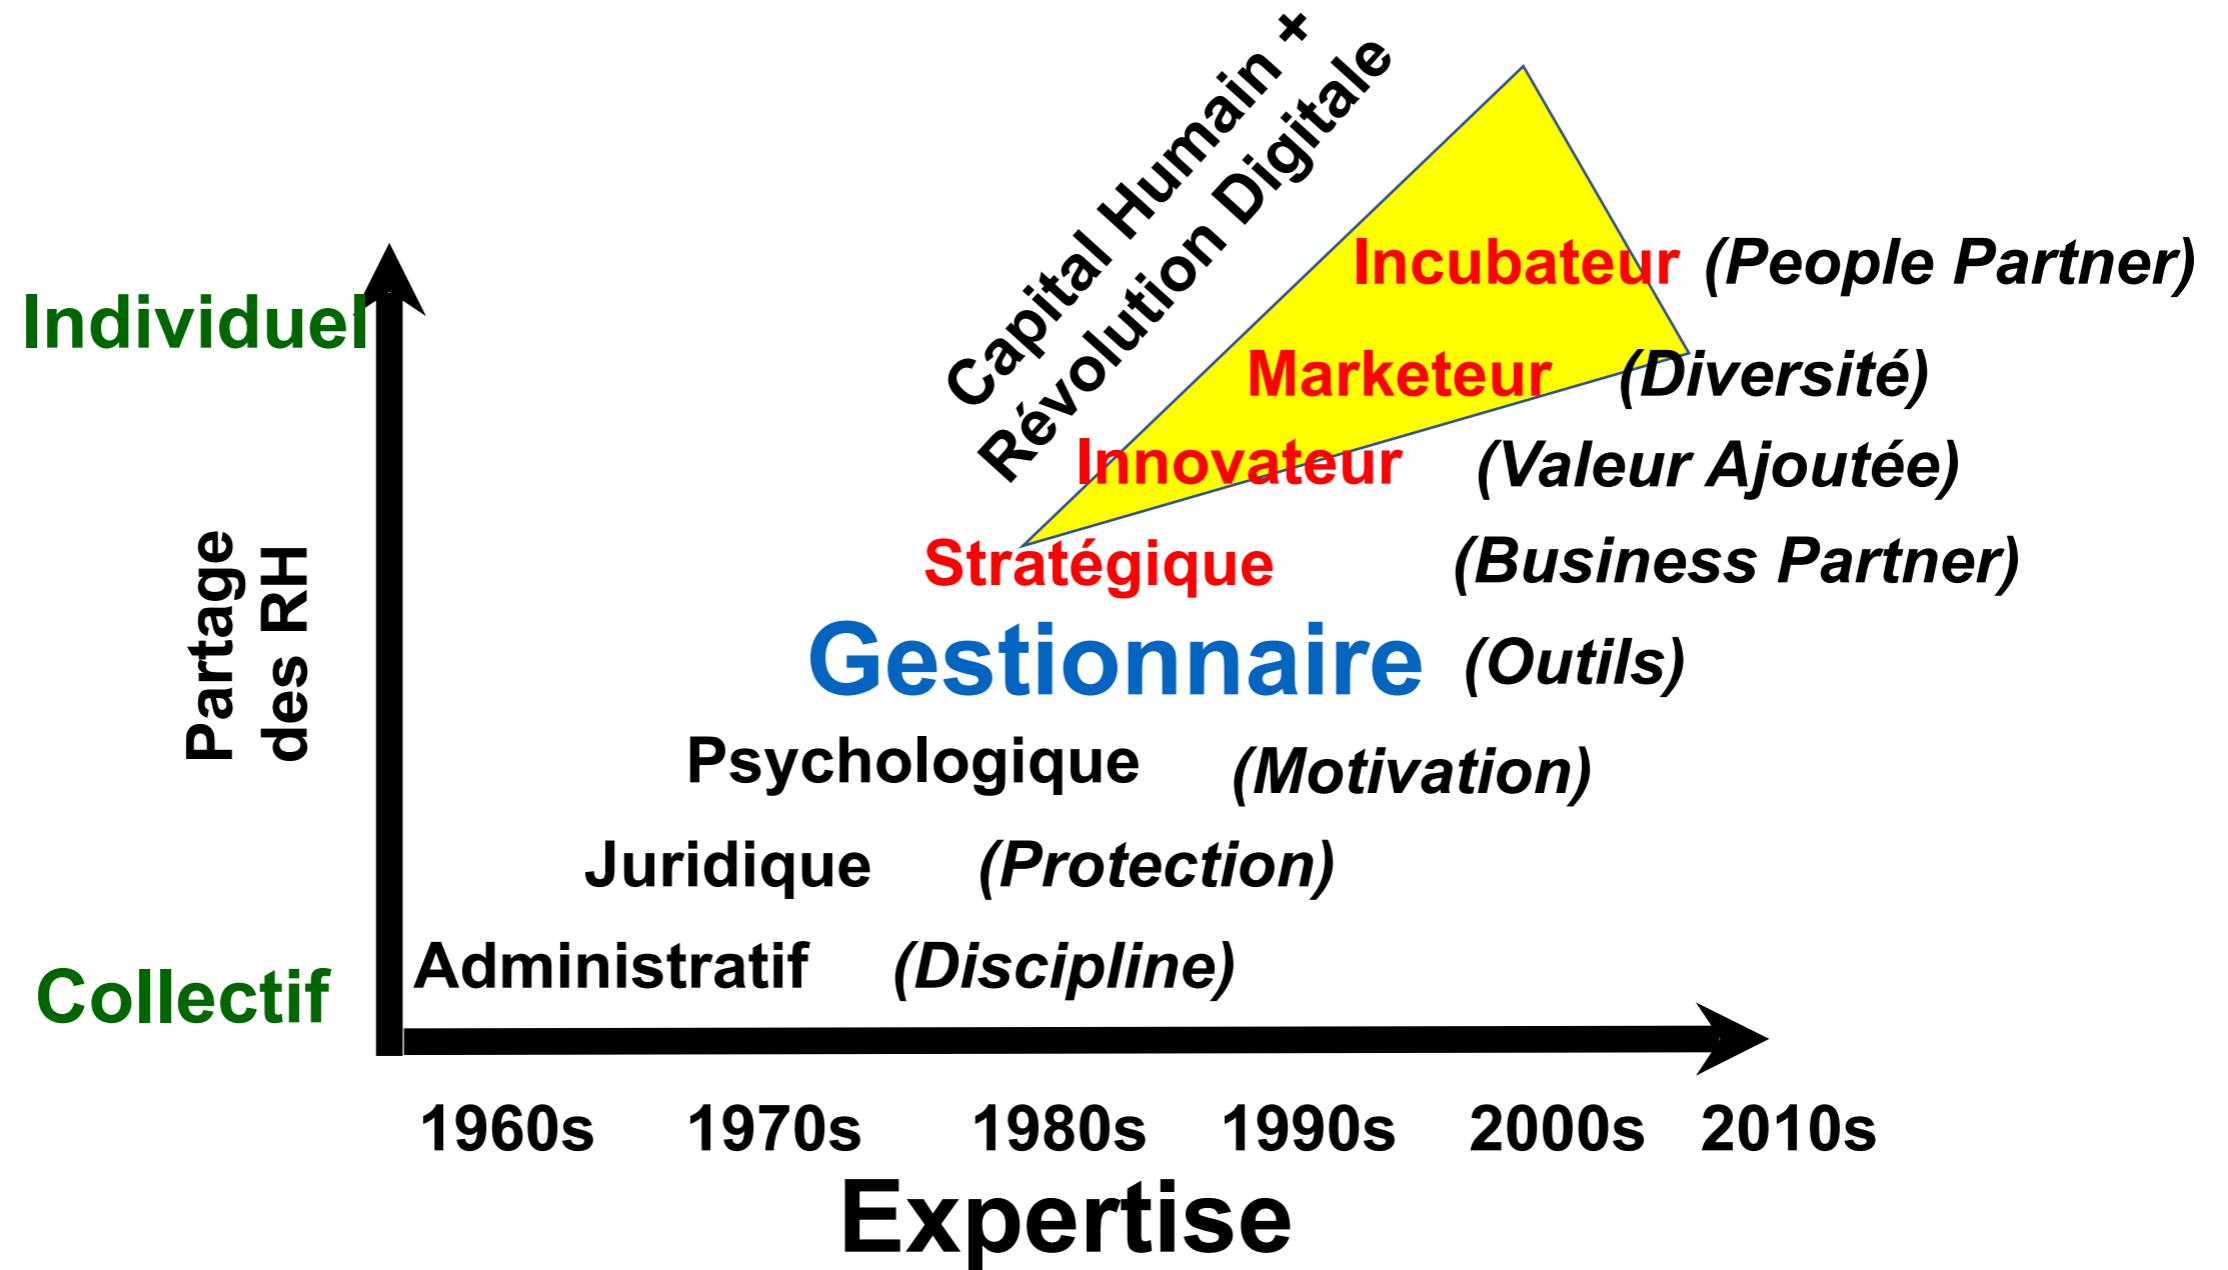 Capital Humain +
Révolution Digitale
Incubateur (People Partner)
Individuel
Marketeur (Diversité)
Innovateur (Valeur Ajoutée)
Stratégique (Business Partner)
Partage
des RH
Gestionnaire (Outils)
Psychologique (Motivation)
Juridique (Protection)
Administratif (Discipline)
Collectif
1960s 1970s 1980s 1990s 2000s 2010s
Expertise